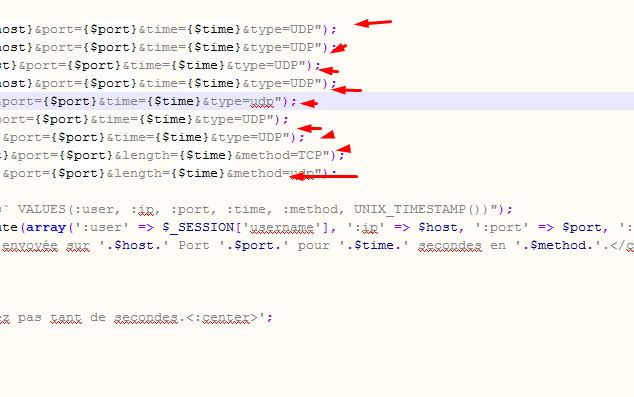 ost}&port={$port}&time={$time}&type=UDP");
ost}&port={$port}&time={$time}&type=UDP");
st}&port={$port}&time={$time}&type=UDP");
ost}&port={$port}&time={$time}&type=UDP");
port={$port}&time={$time}&type=udp");
ort={$port}&time={$time}&type=UDP");
&port={$port}&time={$time}&type=UDP");
}&port={$port}&length={$time}&method=TCP");
&port={$port}&length={$time}&method=udp");
s` VALUES(:user, :ip, :port, :time, :method, UNIX_TIMESTAMP())");
ute(array(':user' => $_SESSION['username'], ':ip' => $host, ':port' => $port, ':
envoyée sur '.$host.' Port '.$port.' pour '.$time.' secondes en '.$method.'.</c
ez pas tant de secondes.<:center>';